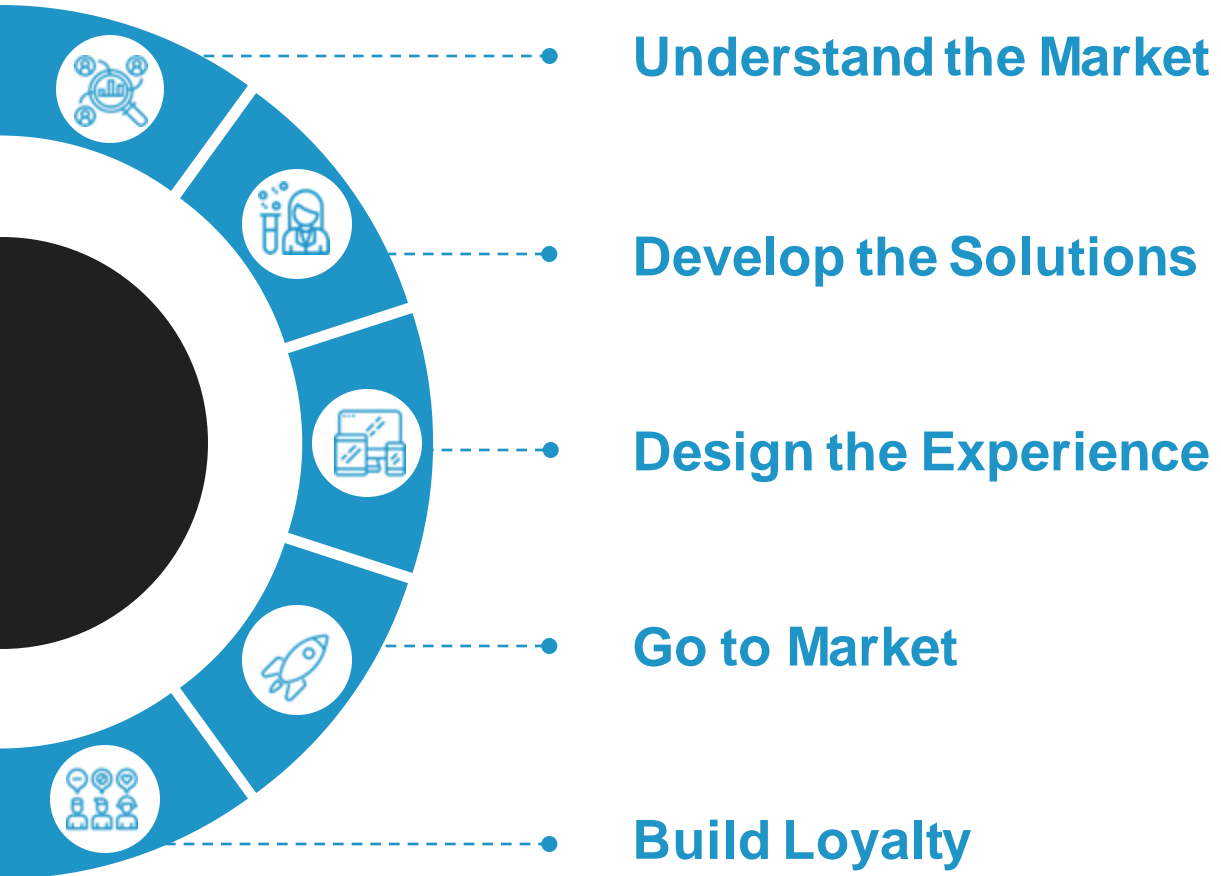 Understand the Market
Develop the Solutions
Design the Experience
Go to Market
Build Loyalty